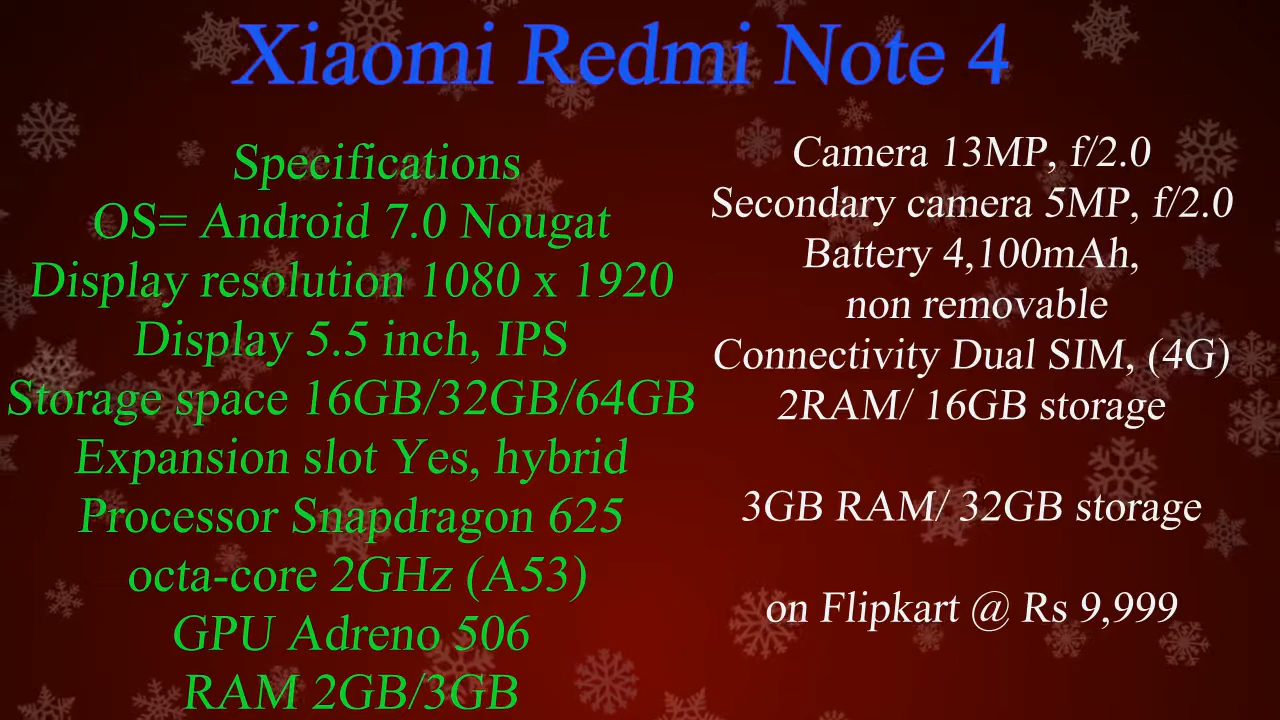 Xiaomi Redmi Note 4
Specifications
OS= Android 7.0 Nougat
Display resolution 1080 x 1920
Display 5.5 inch, IPS
Storage space 16GB/32GB/64GB
Expansion slot Yes, hybrid
Processor Snapdragon 625
octa-core 2GHz (A53)
GPU Adreno 506
RAM 2GB/3GB
Camera 13MP, f/2.0
Secondary camera 5MP, f/2.0
Battery 4,100mAh,
non removable
Connectivity Dual SIM, (4G)
2RAM/ 16GB storage
3GB RAM/ 32GB storage
on Flipkart @ Rs 9,999